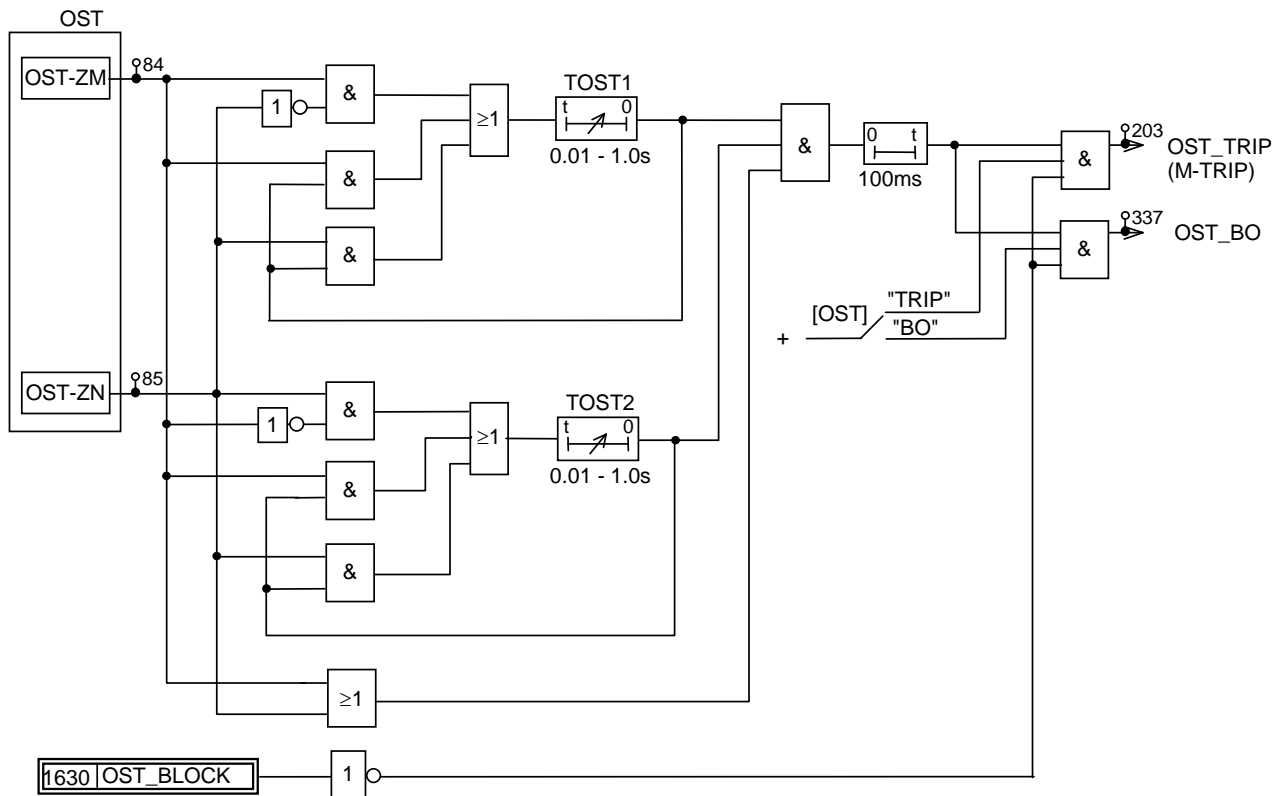 OST
OST-ZM
84
1
&
&
&
≥1
TOST1
t 0
0.01 - 1.0s
&
0 t
100ms
&
203
OST_TRIP
(M-TRIP)
&
337
OST_BO
+
[OST]
"TRIP"
"BO"
OST-ZN
85
1
&
&
&
≥1
TOST2
t 0
0.01 - 1.0s
≥1
1630 OST_BLOCK
1